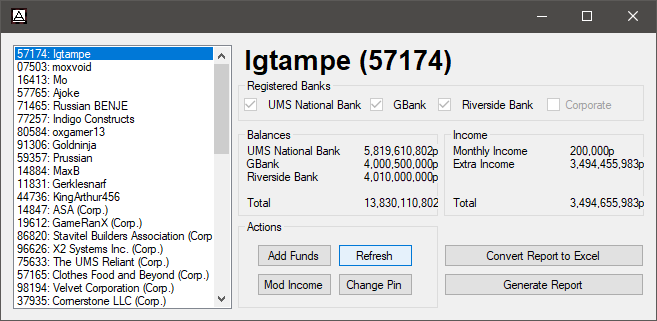 57174: Igtampe
07503: moxvoid
16413: Mo
57765: Ajoke
71465: Russian BENJE
77257: Indigo Constructs
80584: oxgamer13
91306: Goldninja
59357: Prussian
14884: MaxB
11831: Gerklesnarf
44736: KingArthur456
14847: ASA (Corp.)
19612: GameRanX (Corp.)
86820: Stavitel Builders Association (Corp
96626: X2 Systems Inc. (Corp.)
75633: The UMS Reliant (Corp.)
57165: Clothes Food and Beyond (Corp.)
98194: Velvet Corporation (Corp.)
37935: Cornerstone LLC (Corp.)
Igtampe (57174)
Registered Banks
UMS National Bank GBank Riverside Bank Corporate
Balances
UMS National Bank 5,819,610,802p
GBank 4,000,500,000p
Riverside Bank 4,010,000,000p
Total 13,830,110,802
Income
Monthly Income 200,000p
Extra Income 3,494,455,983p
Total 3,494,655,983p
Actions
Add Funds Refresh
Mod Income Change Pin
Convert Report to Excel
Generate Report